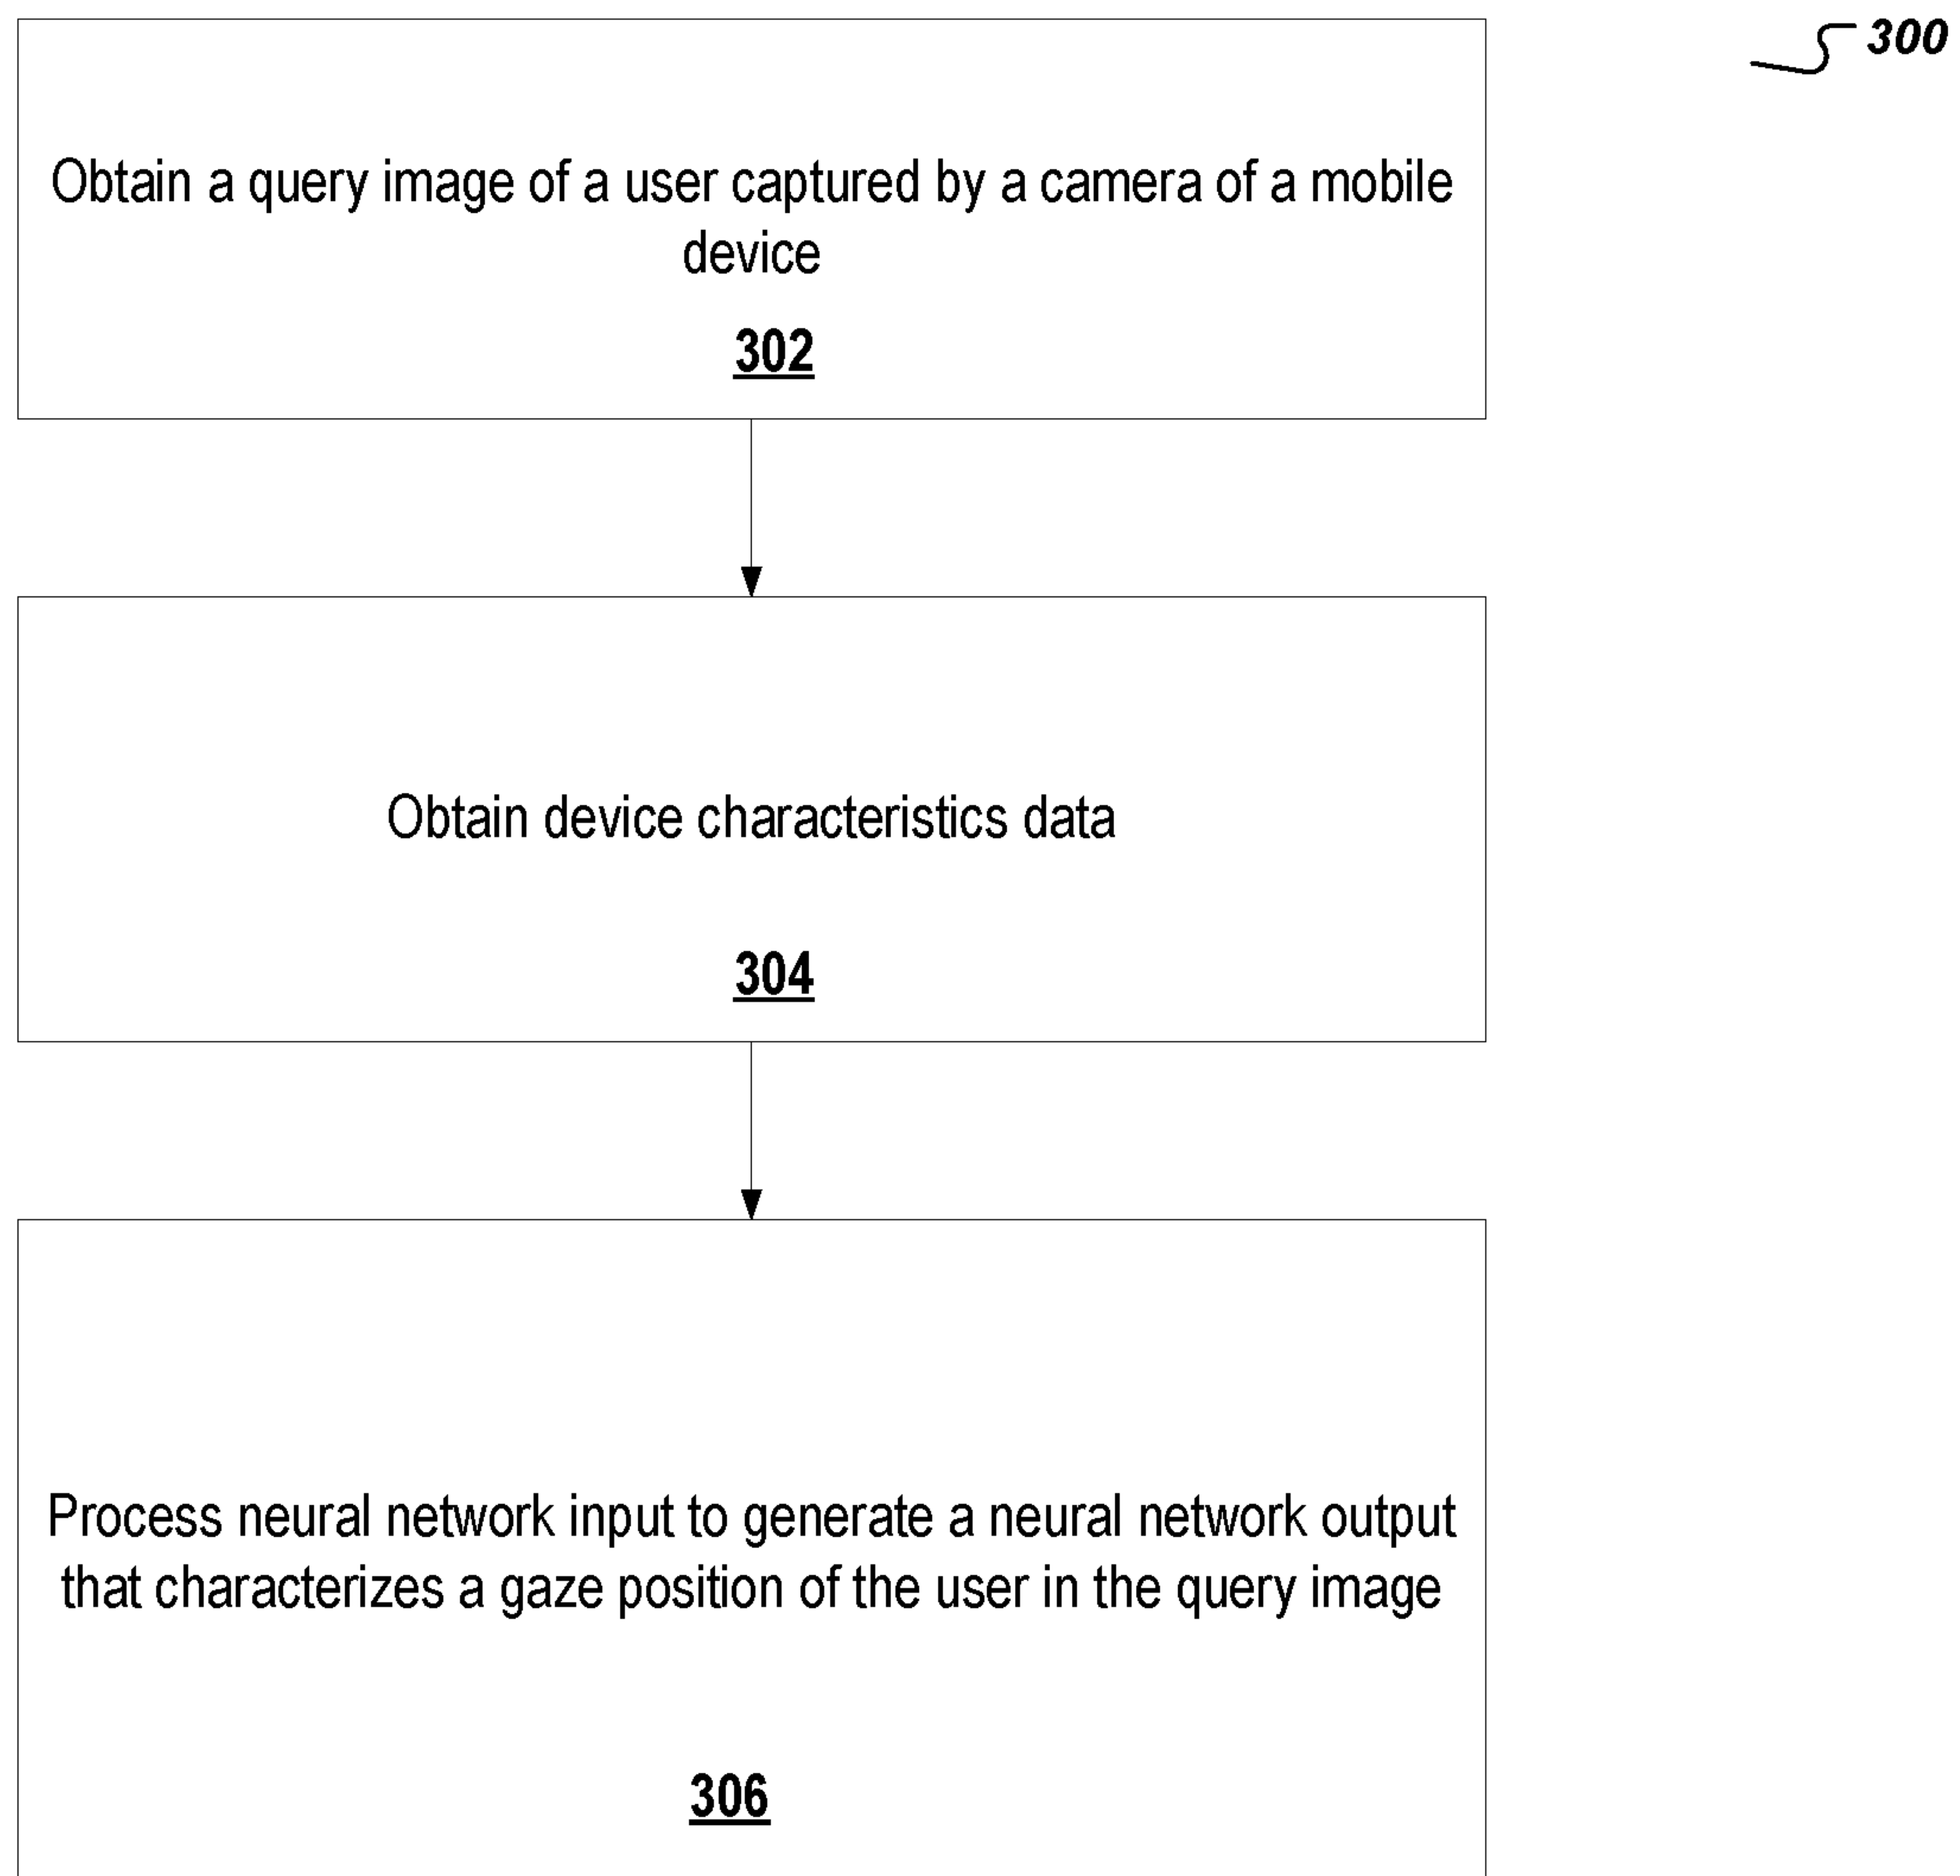 300
Obtain a query image of a user captured by a camera of a mobile
device
302
Obtain device characteristics data
304
Process neural network input to generate a neural network output
that characterizes a gaze position of the user in the query image
306